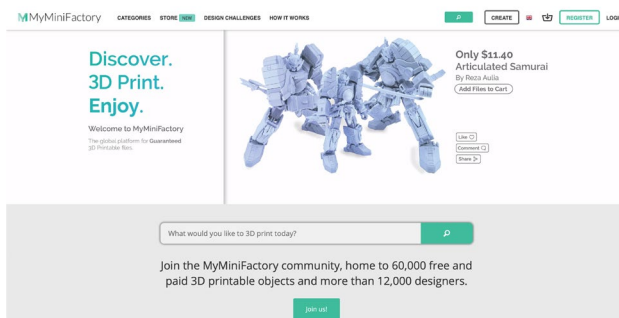 MyMiniFactory CATEGORIES STORE NEW DESIGN CHALLENGES HOW IT WORKS CREATE REGISTER LOGI
Discover.
3D Print.
Enjoy.
Welcome to MyMiniFactory
The global platform for Guaranteed
3D Printable files.
Only $11.40
Articulated Samurai
By Reza Aulia
Add Files to Cart
Like
Comment
Share
What would you like to 3D print today?
Join the MyMiniFactory community, home to 60,000 free and
paid 3D printable objects and more than 12,000 designers.
Join us!